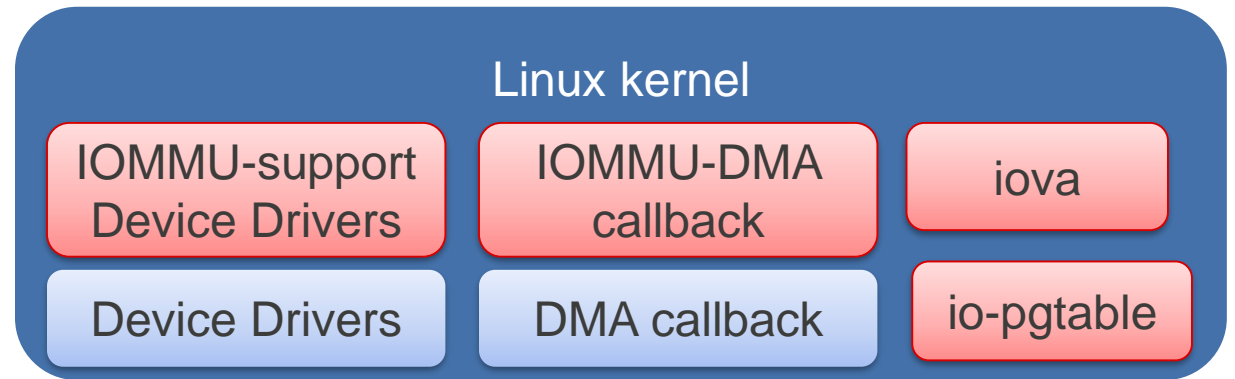 Linux kernel
IOMMU-support
Device Drivers
IOMMU-DMA
callback
iova
Device Drivers
DMA callback
io-pgtable